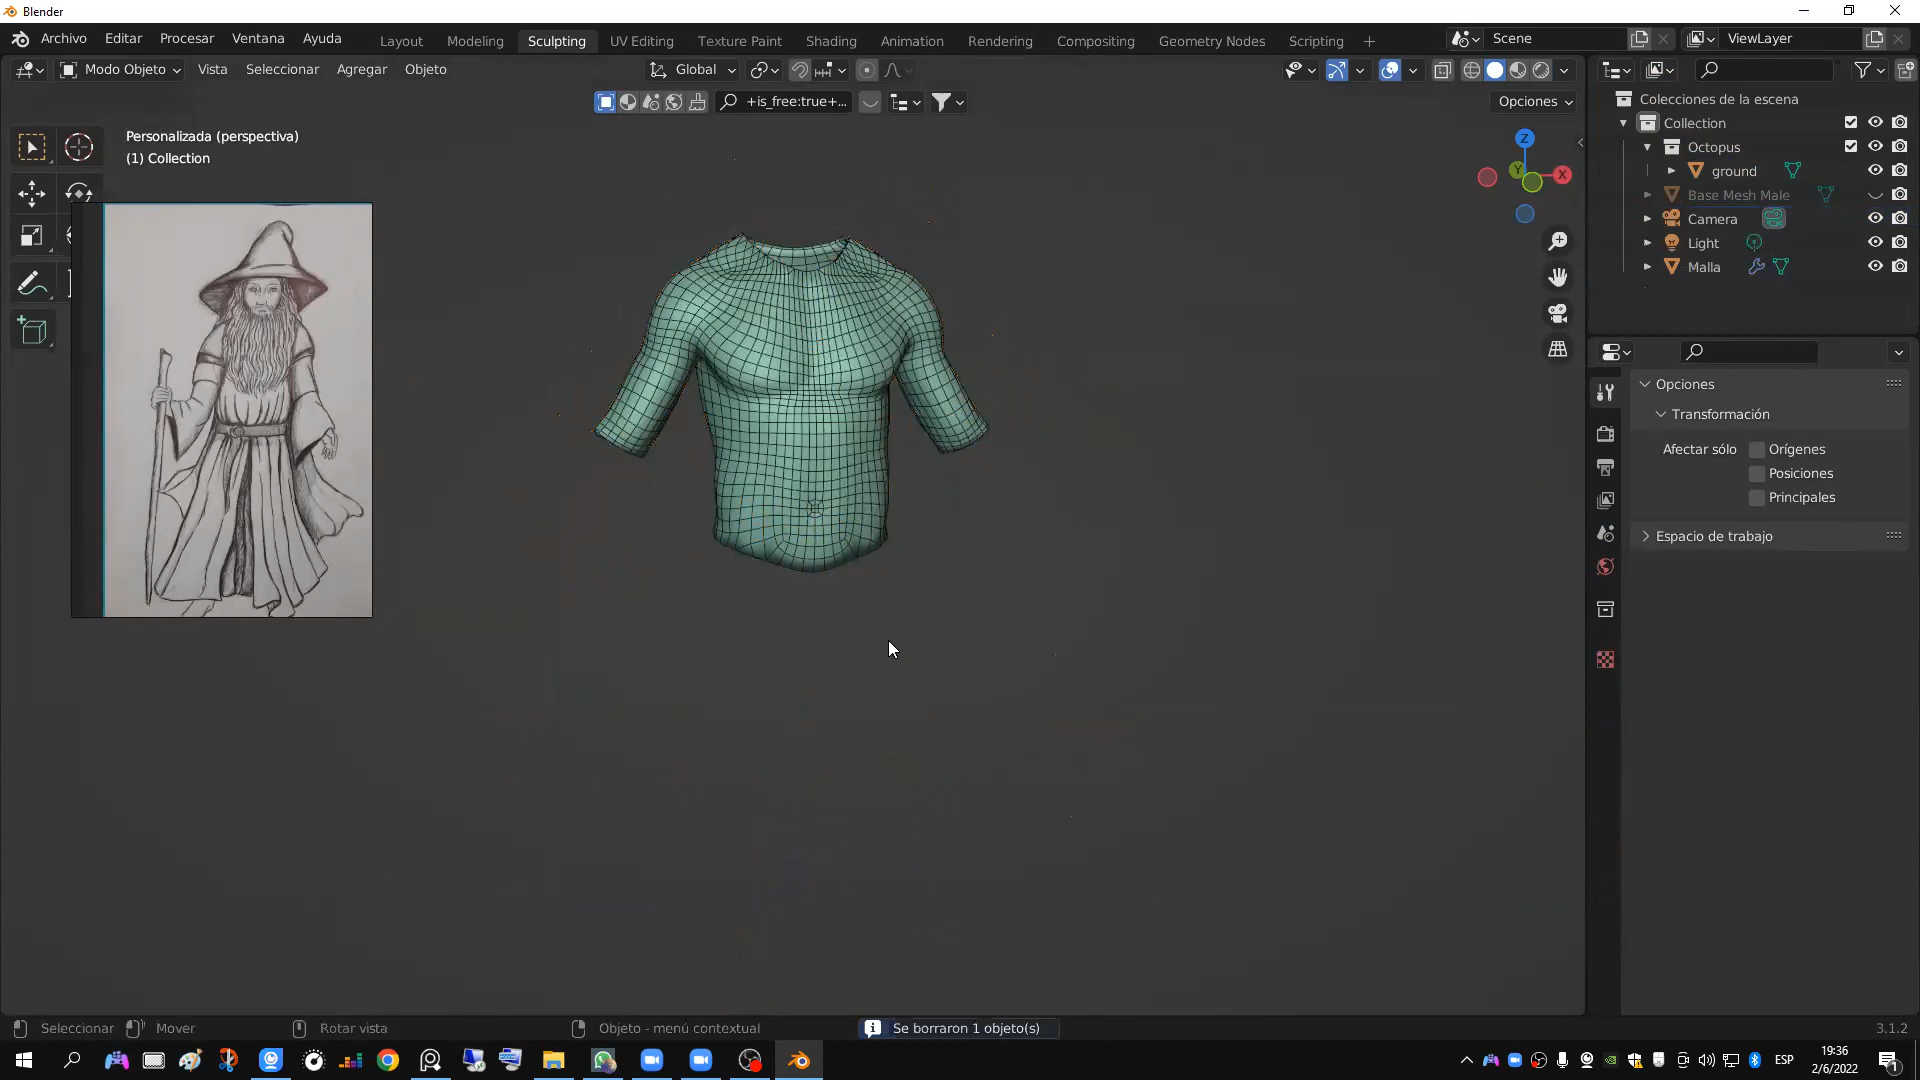 Blender
Archivo Editar Procesar Ventana Ayuda Layout Modeling Sculpting UV Editing Texture Paint Shading Animation Rendering Compositing Geometry Nodes Scripting + Scene ViewLayer
Modo Objeto Vista Seleccionar Agregar Objeto Global
+is_free:true+... Opciones
Personalizada (perspectiva)
(1) Collection
Z
Y
X
Colecciones de la escena
Collection
Octopus
ground
Base Mesh Male
Camera
Light
Malla
Opciones
Transformación
Afectar sólo Orígenes
Posiciones
Principales
Espacio de trabajo
Seleccionar Mover Rotar vista Objeto - menú contextual Se borraron 1 objeto(s) 3.1.2
ESP 19:36
2/6/2022
1